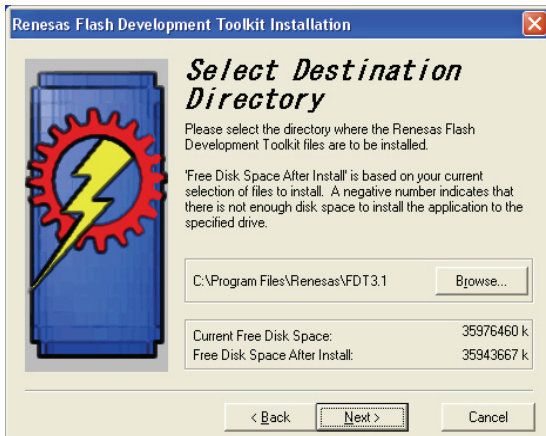 Renesas Flash Development Toolkit Installation
Select Destination
Directory
Please select the directory where the Renesas Flash
Development Toolkit files are to be installed.
'Free Disk Space After Install' is based on your current
selection of files to install. A negative number indicates that
there is not enough disk space to install the application to the
specified drive.
C:\Program Files\Renesas\FDT3.1 Browse...
Current Free Disk Space: 35976460 k
Free Disk Space After Install: 35943667 k
< Back Next > Cancel